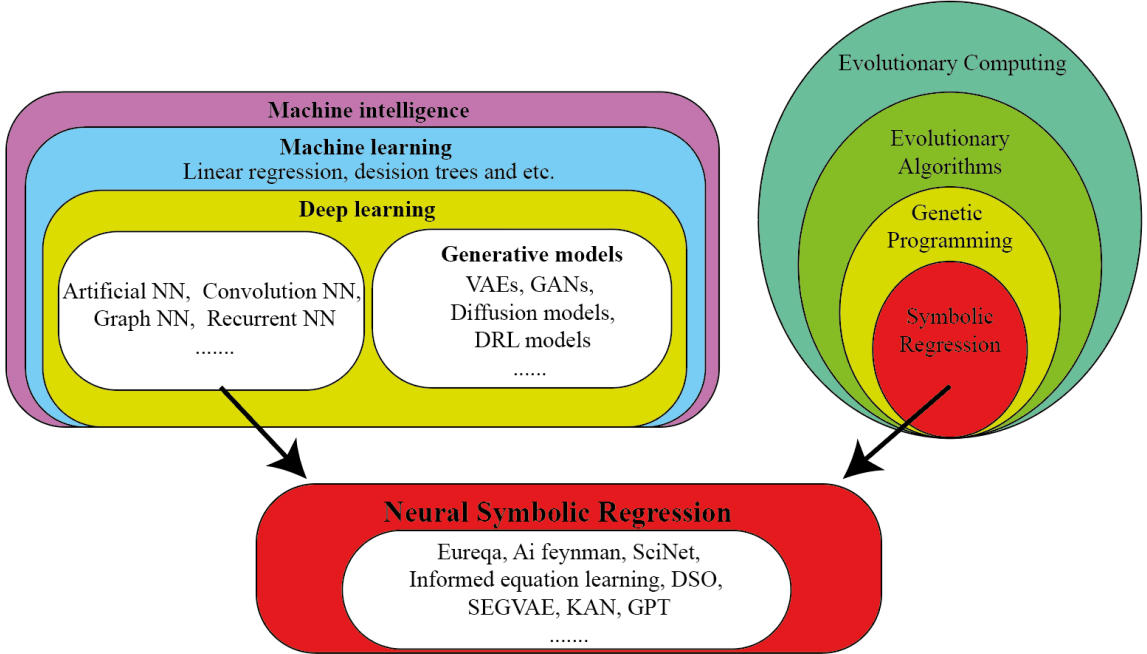 Machine intelligence
Machine learning
Linear regression, desision trees and etc.
Deep learning
Artificial NN, Convolution NN,
Graph NN, Recurrent NN
.......
Generative models
VAEs, GANs,
Diffusion models,
DRL models
......
Evolutionary Computing
Evolutionary
Algorithms
Genetic
Programming
Symbolic
Regression
Neural Symbolic Regression
Eureqa, Ai feynman, SciNet,
Informed equation learning, DSO,
SEGVAE, KAN, GPT
.......